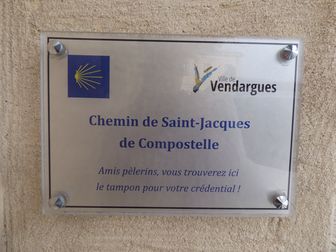 Ville de
Vendargues
Chemin de Saint-Jacques
de Compostelle
Amis pèlerins, vous trouverez ici
le tampon pour votre crédential !